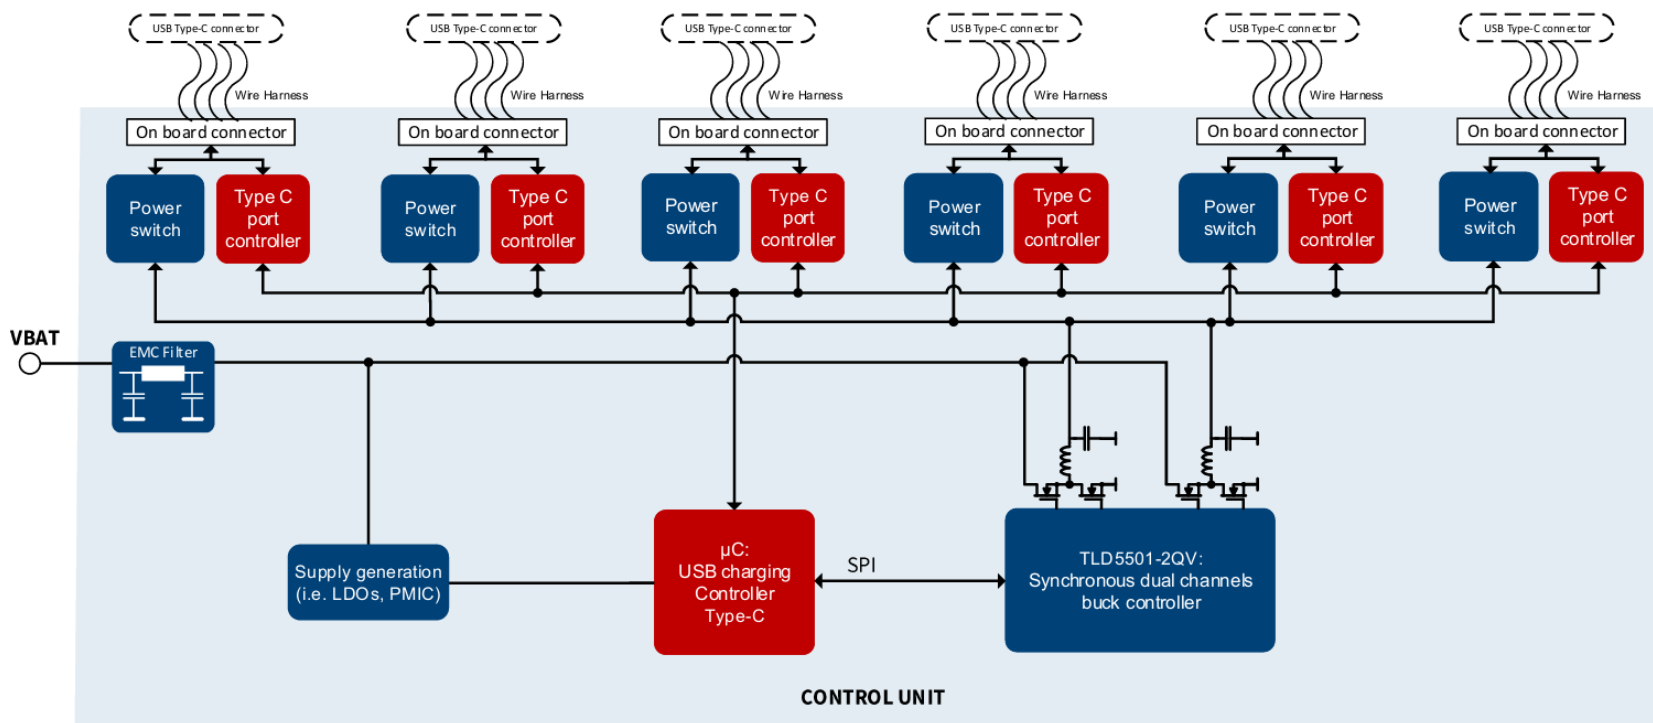 USB Type-C connector
USB Type-C connector
USB Type-C connector
USB Type-C connector
USB Type-C connector
USB Type-C connector
Wire Harness
Wire Harness
Wire Harness
Wire Harness
Wire Harness
Wire Harness
On board connector
On board connector
On board connector
On board connector
On board connector
On board connector
Power
switch
Type C
port
controller
Power
switch
Type C
port
controller
Power
switch
Type C
port
controller
Power
switch
Type C
port
controller
Power
switch
Type C
port
controller
Power
switch
Type C
port
controller
VBAT
EMC Filter
Supply generation
(i.e. LDOs, PMIC)
µC:
USB charging
Controller
Type-C
SPI
TLD5501-2QV:
Synchronous dual channels
buck controller
CONTROL UNIT